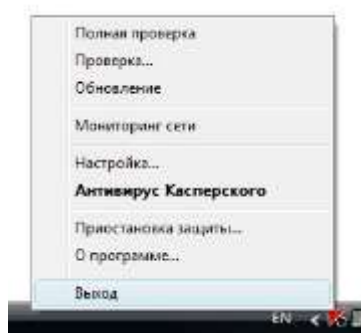 Полная проверка
Проверка...
Обновление
Мониторинг сети
Настройка...
Антивирус Касперского
Приостановка защиты...
О программе...
Выход
EN